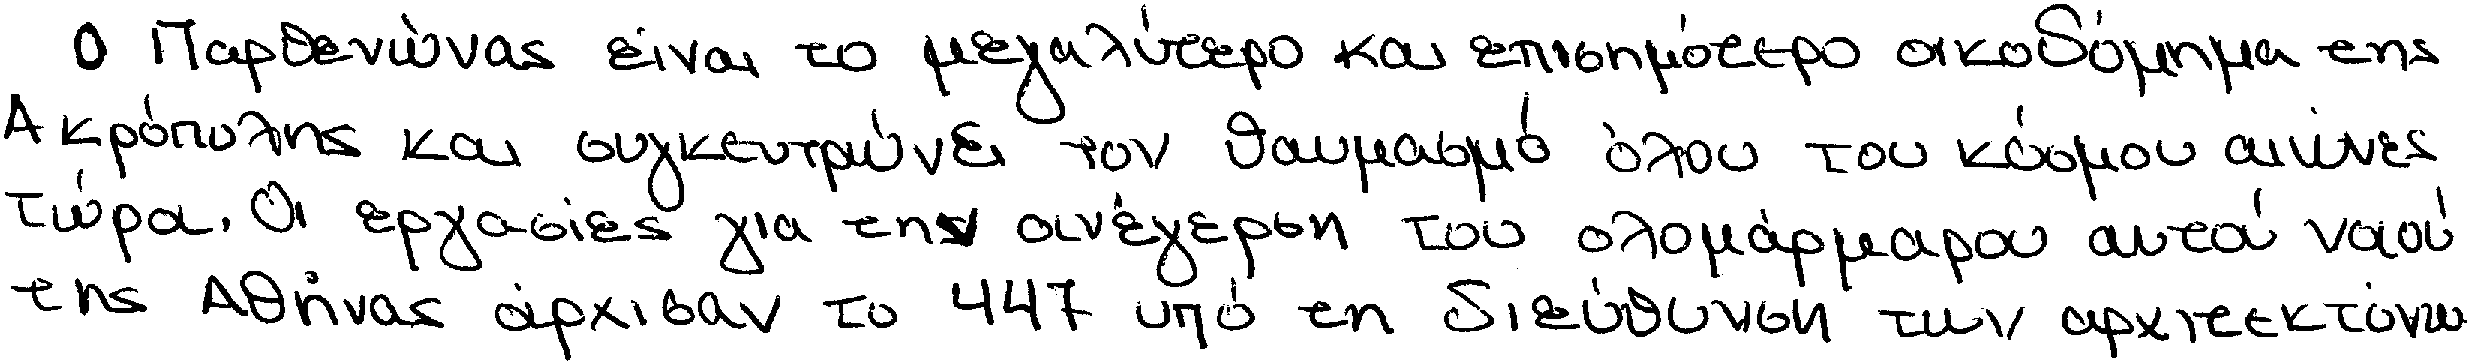 Ο Παρθενώνας είναι το μεγαλύτερο και επισημότερο οικοδόμημα της
Ακρόπολης και συγκεντρώνει τον θαυμασμό όλου του κόσμου αιώνες
τώρα. Οι εργασίες για την ανέγερση του ολομάρμαρου αυτού ναού
της Αθήνας άρχισαν το 447 υπό τη διεύθυνση των αρχιτεκτόνω